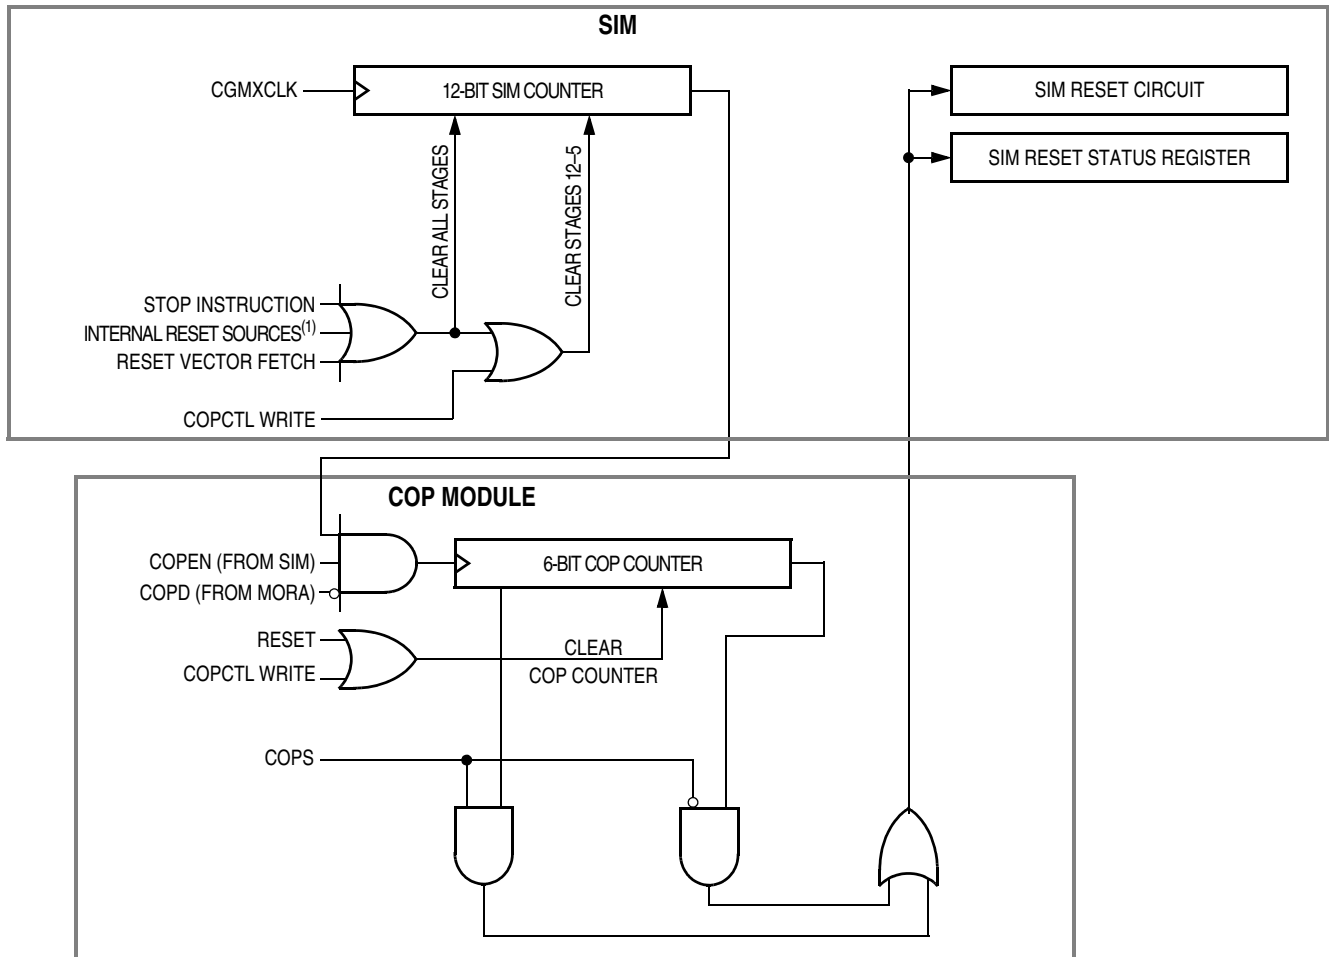 SIM
CGMXCLK
12-BIT SIM COUNTER
SIM RESET CIRCUIT
SIM RESET STATUS REGISTER
CLEAR ALL STAGES
CLEAR STAGES 12–5
STOP INSTRUCTION
INTERNAL RESET SOURCES(1)
RESET VECTOR FETCH
COPCTL WRITE
COP MODULE
COPEN (FROM SIM)
6-BIT COP COUNTER
COPD (FROM MORA)
RESET
CLEAR
COPCTL WRITE
COP COUNTER
COPS